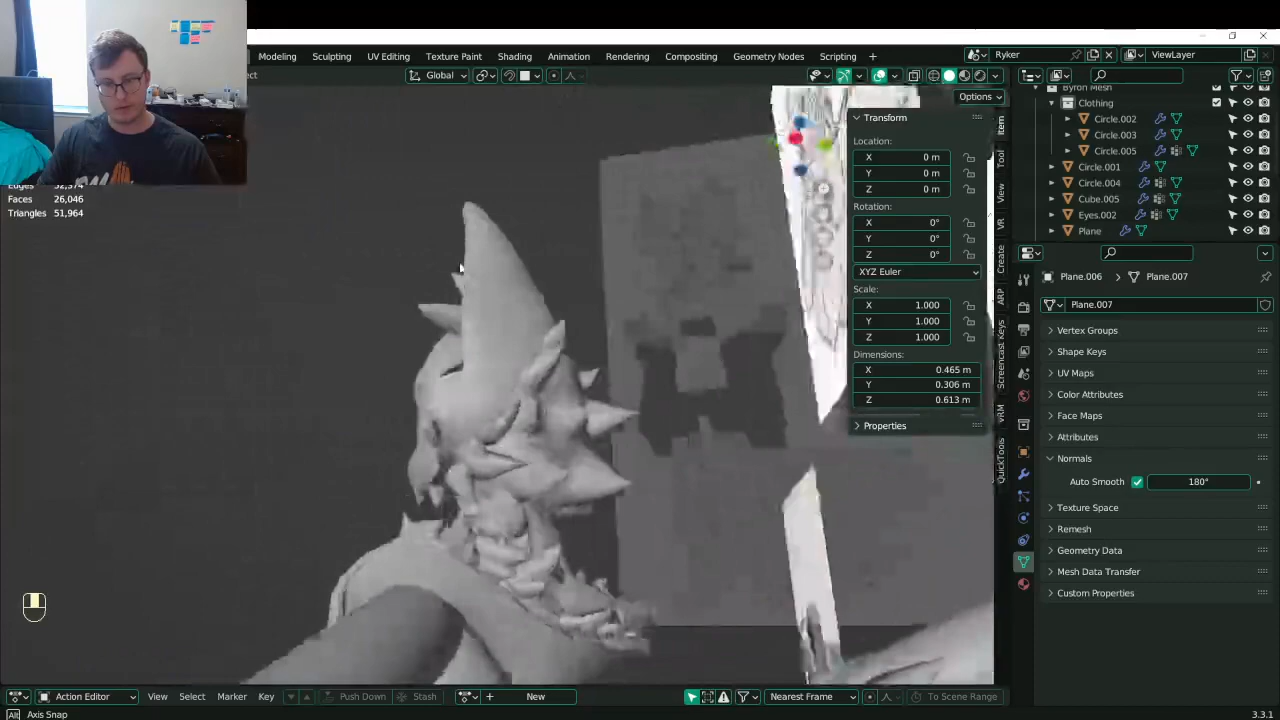 Modeling Sculpting UV Editing Texture Paint Shading Animation Rendering Compositing Geometry Nodes Scripting + Ryker ViewLayer
Global
Options
Edges
Faces 26,046
Triangles 51,964
Transform
Location:
X 0 m
Y 0 m
Z 0 m
Rotation:
X 0°
Y 0°
Z 0°
XYZ Euler
Scale:
X 1.000
Y 1.000
Z 1.000
Dimensions:
X 0.465 m
Y 0.306 m
Z 0.613 m
Properties
Item
Tool
View
VR
Create
ARP
Screencast Keys
VRM
QuickTools
Byron Mesh
Clothing
Circle.002
Circle.003
Circle.005
Circle.001
Circle.004
Cube.005
Eyes.002
Plane
Plane.006 Plane.007
Plane.007
Vertex Groups
Shape Keys
UV Maps
Color Attributes
Face Maps
Attributes
Normals
Auto Smooth 180°
Texture Space
Remesh
Geometry Data
Mesh Data Transfer
Custom Properties
Action Editor View Select Marker Key Push Down Stash + New Nearest Frame To Scene Range
Alt Axis Snap 3.3.1